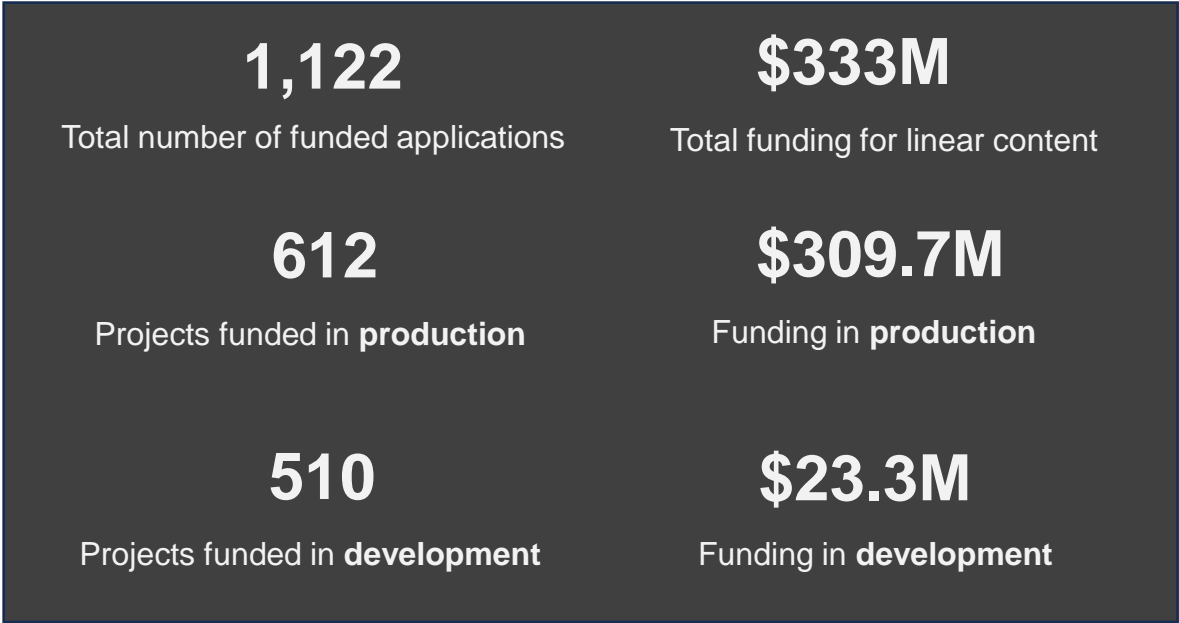 1,122
Total number of funded applications
$333M
Total funding for linear content
612
Projects funded in production
$309.7M
Funding in production
510
Projects funded in development
$23.3M
Funding in development